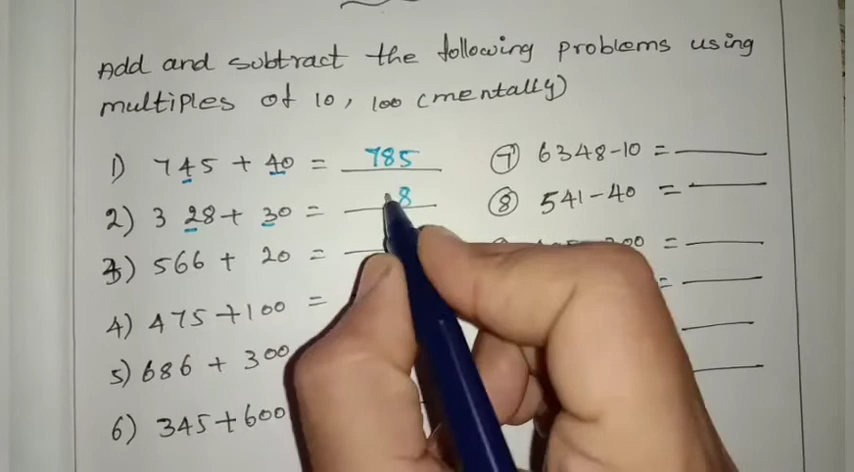 Add and subtract the following problems using
multiples of 10, 100 (mentally)
1) 745 + 40 = 785
2) 328 + 30 = 8
3) 566 + 20 =
4) 475 + 100 =
5) 686 + 300
6) 345 + 600
7 6348 - 10 =
8 541 - 40 =
00 =
=